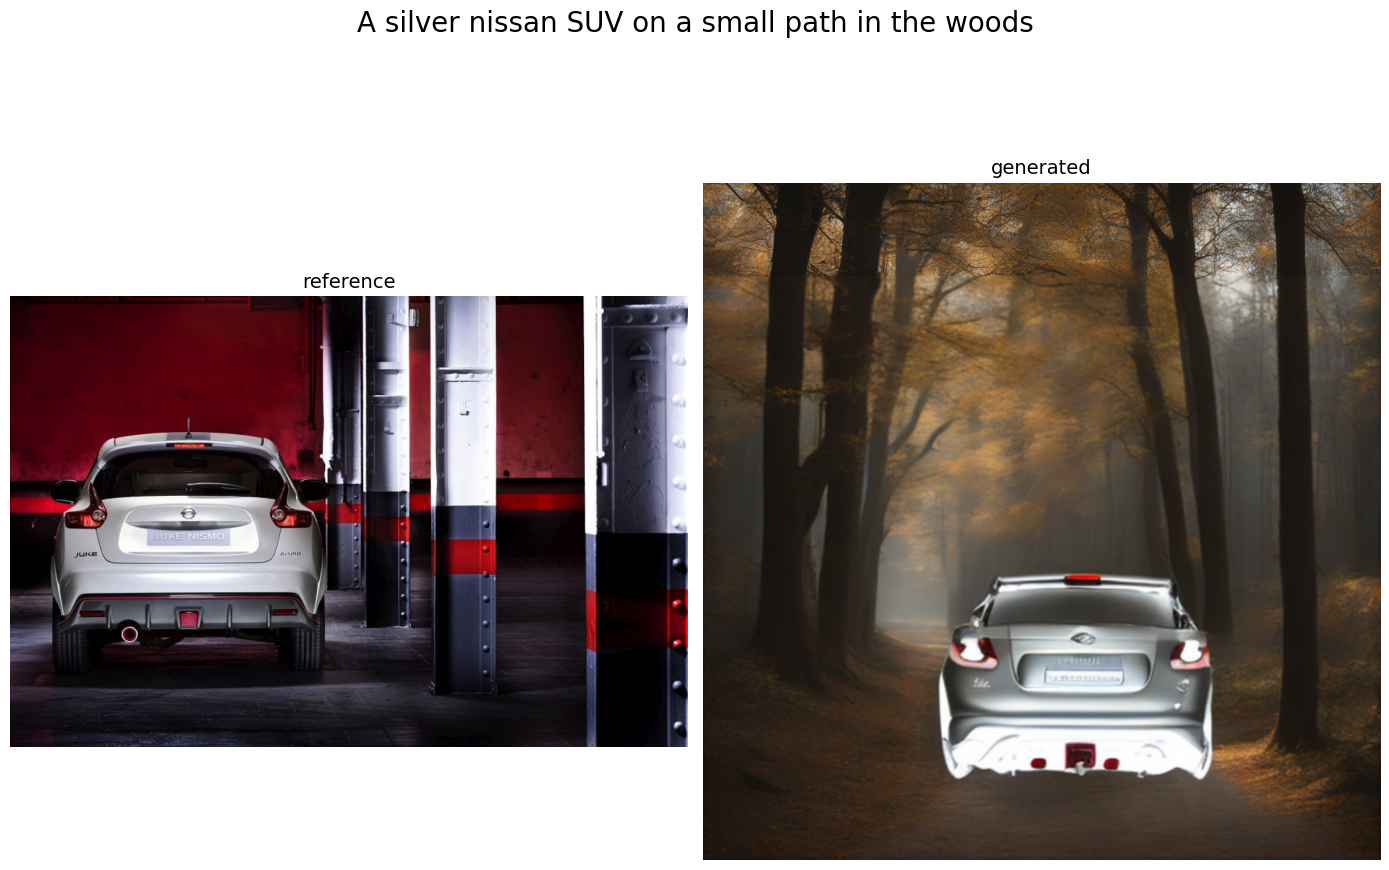 A silver nissan SUV on a small path in the woods
reference
generated
JUKE NISMO
JUKE